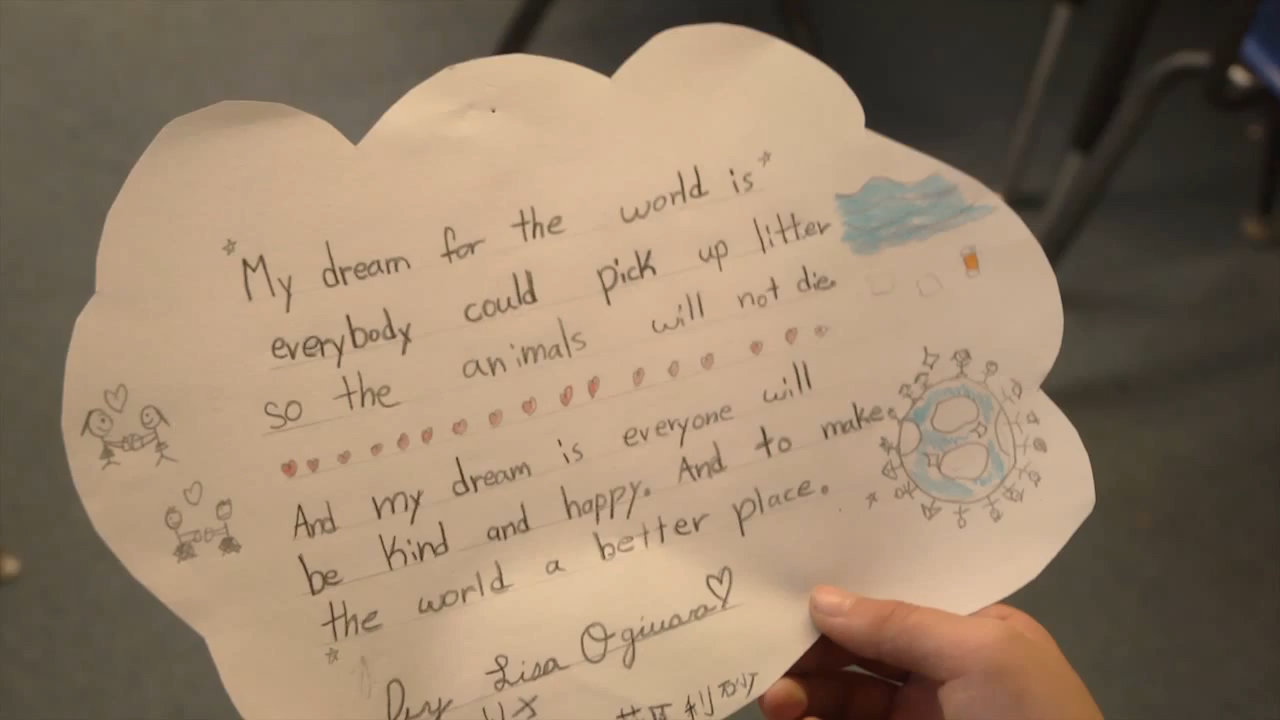 My dream for the world is
everybody could pick up litter
so the animals will not die.
And my dream is everyone will
be kind and happy. And to make
the world a better place.
Lisa Ogiwara